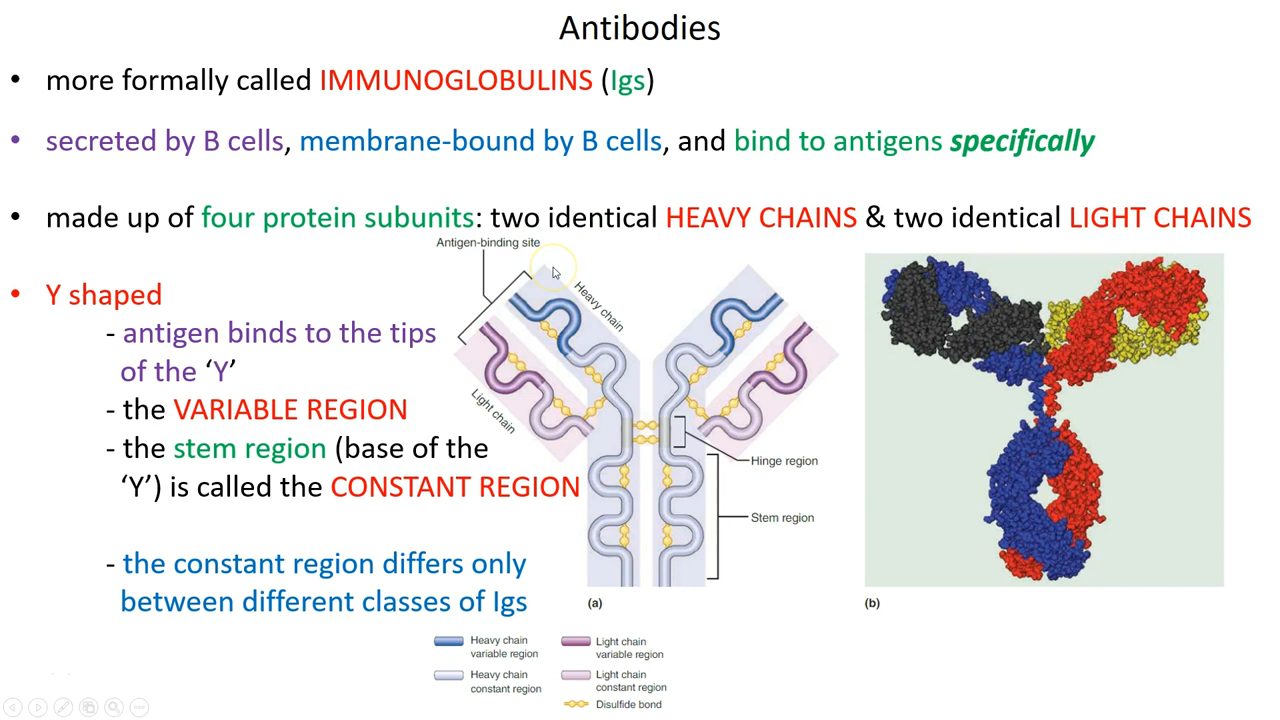 Antibodies
• more formally called IMMUNOGLOBULINS (Igs)
• secreted by B cells, membrane-bound by B cells, and bind to antigens specifically
• made up of four protein subunits: two identical HEAVY CHAINS & two identical LIGHT CHAINS
• Y shaped
- antigen binds to the tips
of the ‘Y’
- the VARIABLE REGION
- the stem region (base of the
‘Y’) is called the CONSTANT REGION
- the constant region differs only
between different classes of Igs
Antigen-binding site
Heavy chain
Light chain
Hinge region
Stem region
(a)
(b)
Heavy chain
variable region
Light chain
variable region
Heavy chain
constant region
Light chain
constant region
Disulfide bond